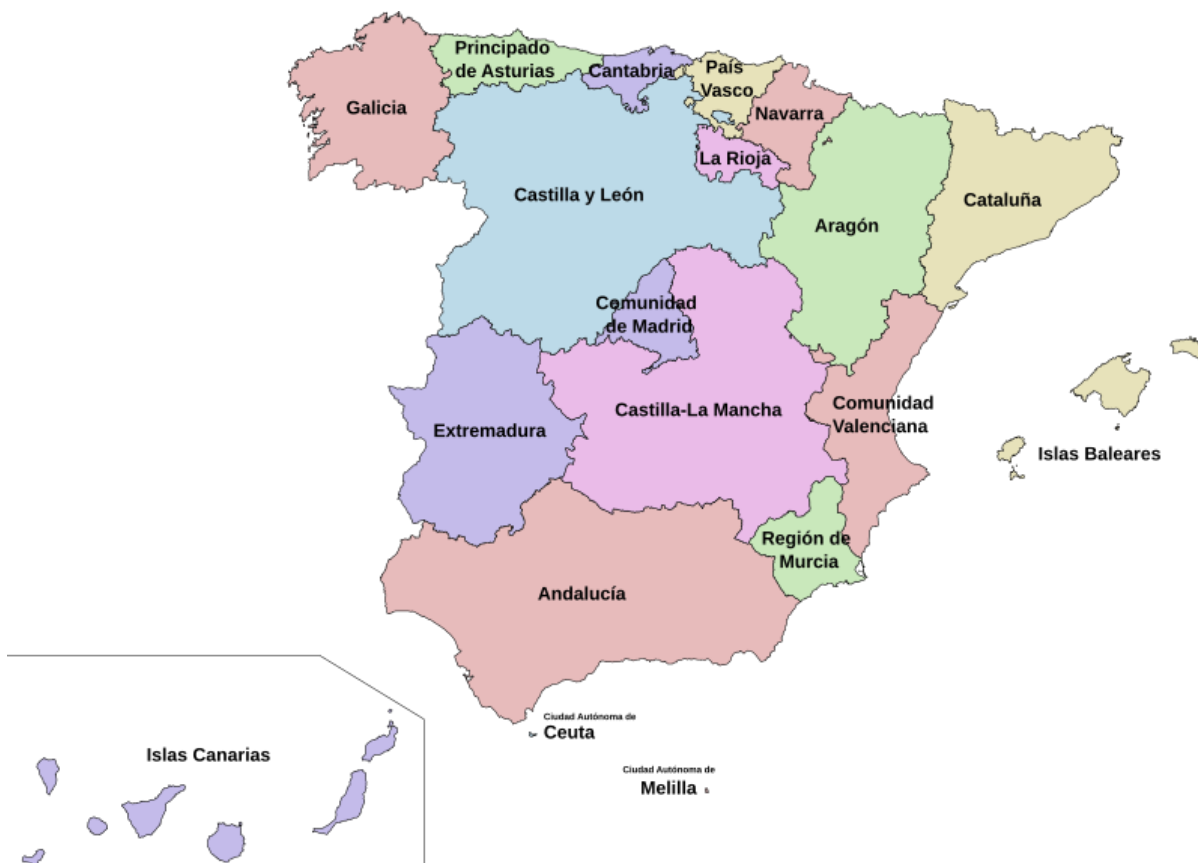 Principado
de Asturias
Cantabria
País
Vasco
Galicia
Navarra
La Rioja
Castilla y León
Cataluña
Aragón
Comunidad
de Madrid
Castilla-La Mancha
Comunidad
Valenciana
Extremadura
Islas Baleares
Región de
Murcia
Andalucía
Ciudad Autónoma de
Ceuta
Islas Canarias
Ciudad Autónoma de
Melilla